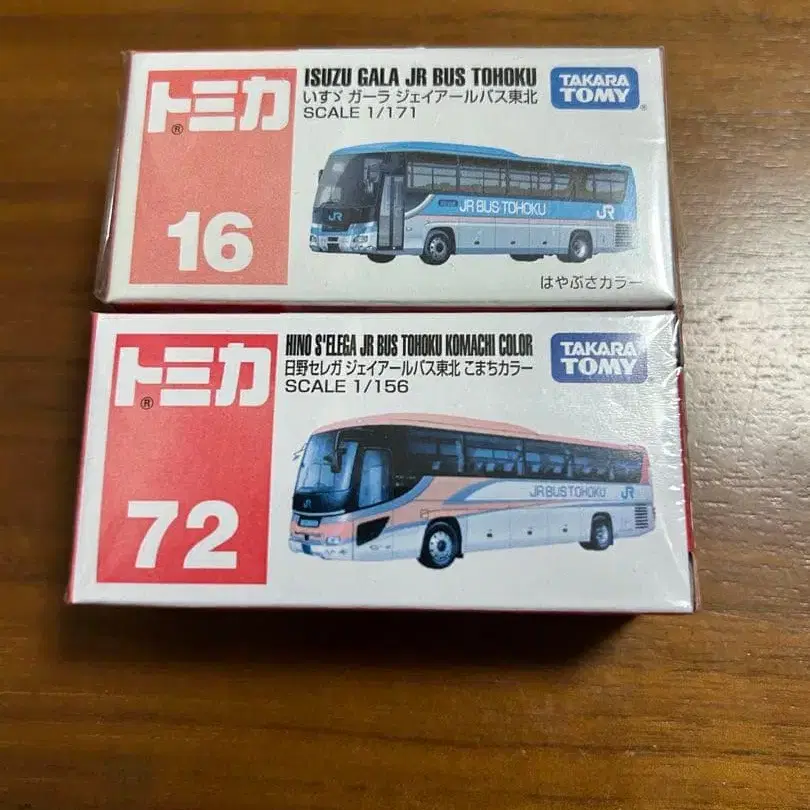 トミカ
®
16
ISUZU GALA JR BUS TOHOKU
いすゞ ガーラ ジェイアールバス東北
SCALE 1/171
TAKARA
TOMY
®
JR
JR BUS TOHOKU
JR
はやぶさカラー
トミカ
®
72
HINO S'ELEGA JR BUS TOHOKU KOMACHI COLOR
日野セレガ ジェイアールバス東北 こまちカラー
SCALE 1/156
TAKARA
TOMY
JR
JR BUS TOHOKU
JR